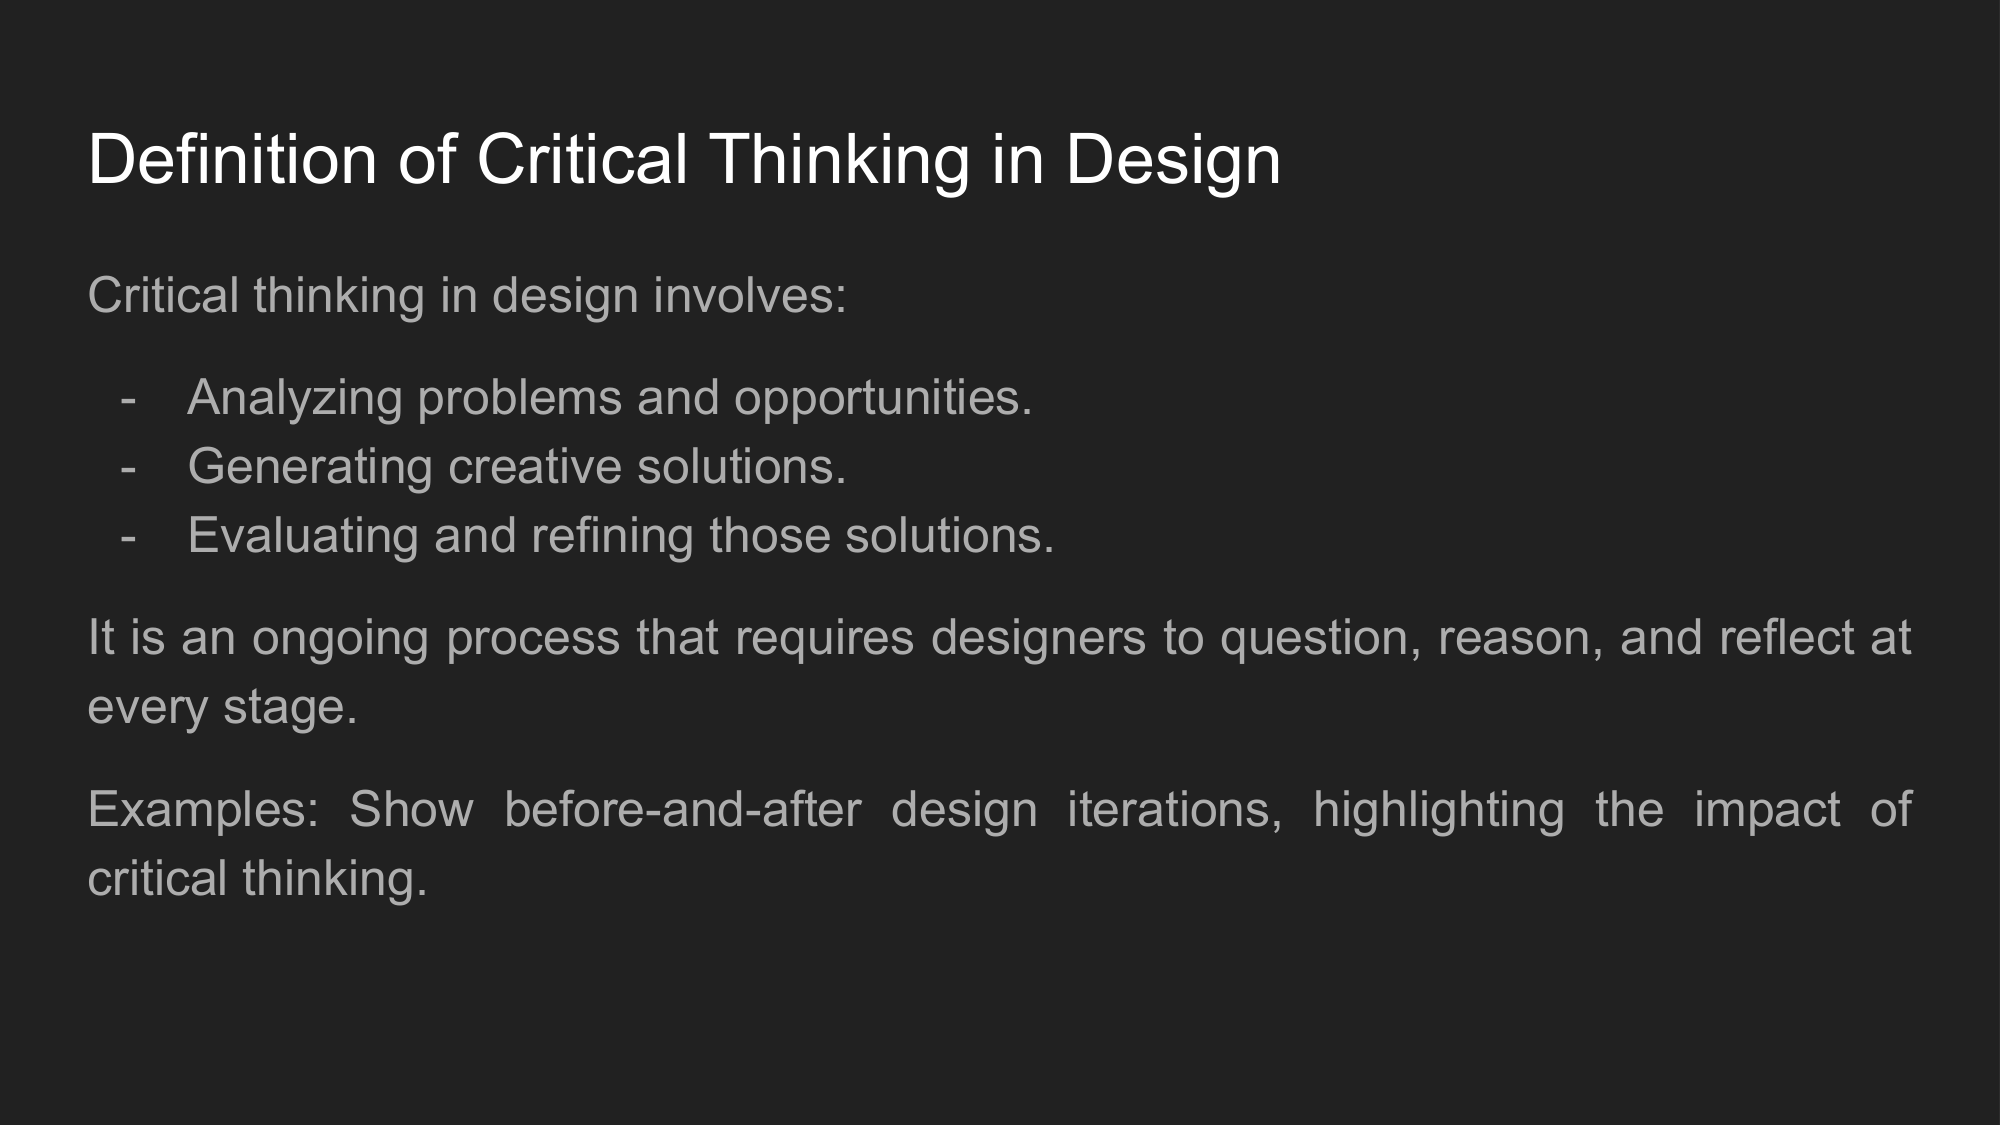 Definition of Critical Thinking in Design
Critical thinking in design involves:
- Analyzing problems and opportunities.
- Generating creative solutions.
- Evaluating and refining those solutions.
It is an ongoing process that requires designers to question, reason, and reflect at
every stage.
Examples: Show before-and-after design iterations, highlighting the impact of
critical thinking.